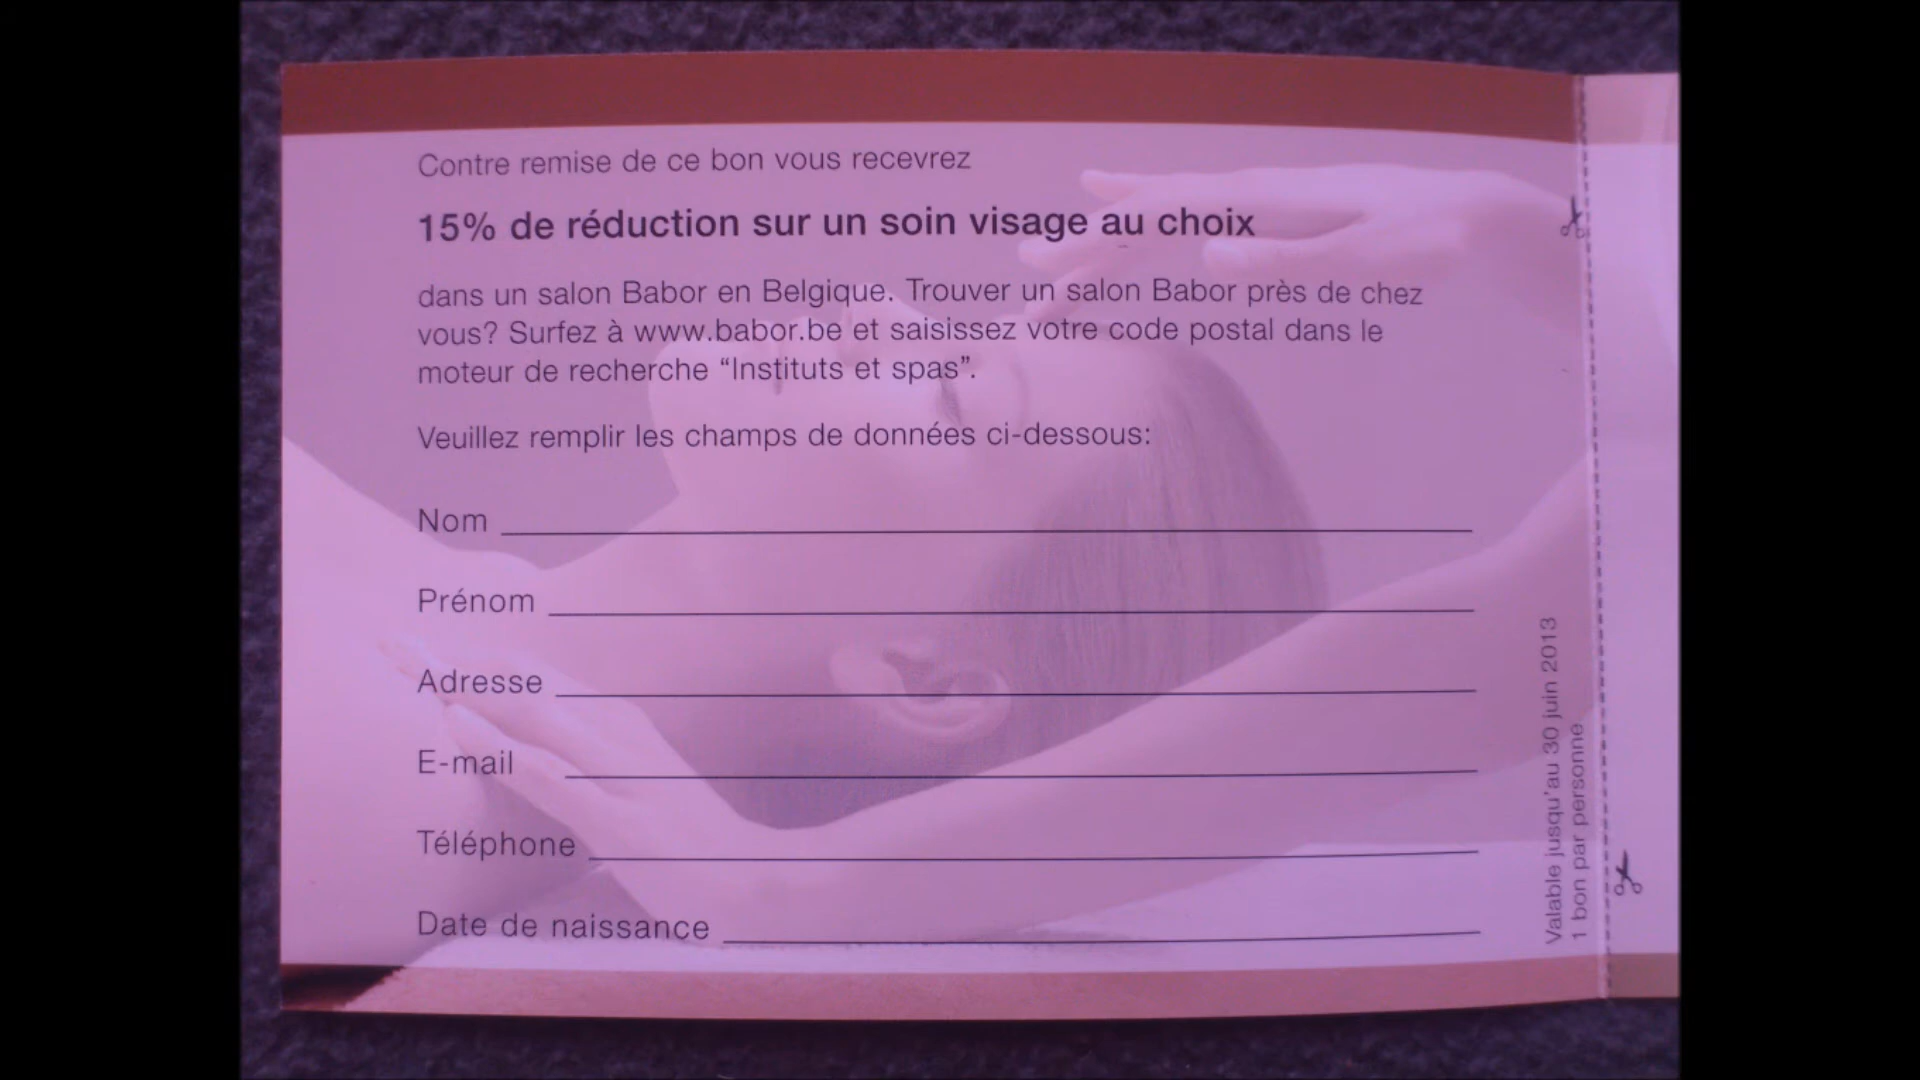 Contre remise de ce bon vous recevrez
15% de réduction sur un soin visage au choix
dans un salon Babor en Belgique. Trouver un salon Babor près de chez
vous? Surfez à www.babor.be et saisissez votre code postal dans le
moteur de recherche “Instituts et spas”.
Veuillez remplir les champs de données ci-dessous:
Nom
Prénom
Adresse
E-mail
Téléphone
Date de naissance
Valable jusqu'au 30 juin 2013
1 bon par personne